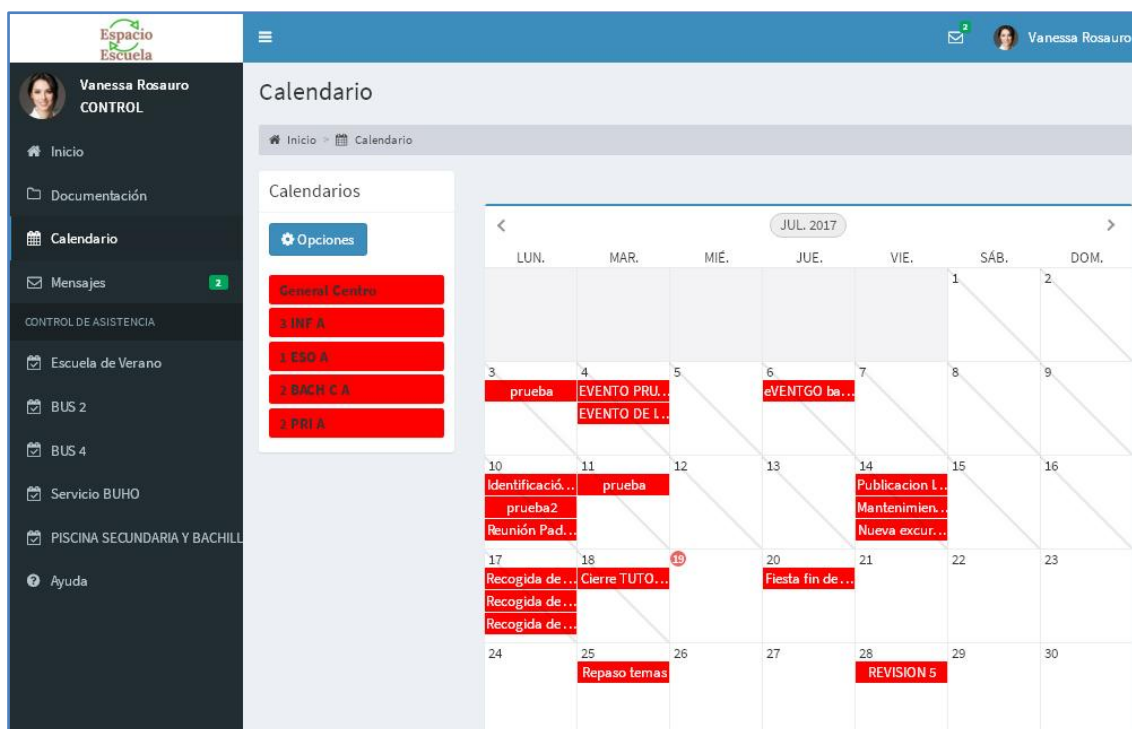 Espacio
Escuela
Vanessa Rosauro
CONTROL
Inicio
Documentación
Calendario
Mensajes 2
CONTROL DE ASISTENCIA
Escuela de Verano
BUS 2
BUS 4
Servicio BUHO
PISCINA SECUNDARIA Y BACHILL
Ayuda
2 Vanessa Rosauro
Calendario
Inicio > Calendario
Calendarios
Opciones
General Centro
3 INF A
1 ESO A
2 BACH C A
2 PRI A
JUL. 2017
LUN. MAR. MIÉ. JUE. VIE. SÁB. DOM.
1 2
3 4 5 6 7 8 9
prueba EVENTO PRU... eVENTGO ba...
EVENTO DE L...
10 11 12 13 14 15 16
Identificació... prueba Publicacion L...
prueba2 Mantenimien...
Reunión Pad... Nueva excur...
17 18 19 20 21 22 23
Recogida de ... Cierre TUTO... Fiesta fin de ...
Recogida de ...
Recogida de ...
24 25 26 27 28 29 30
Repaso temas REVISION 5